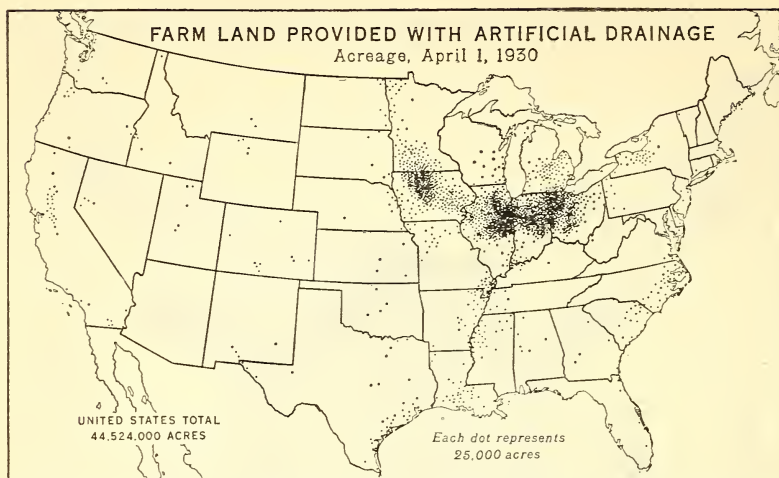 FARM LAND PROVIDED WITH ARTIFICIAL DRAINAGE
Acreage, April 1, 1930
UNITED STATES TOTAL
44,524,000 ACRES
Each dot represents
25,000 acres